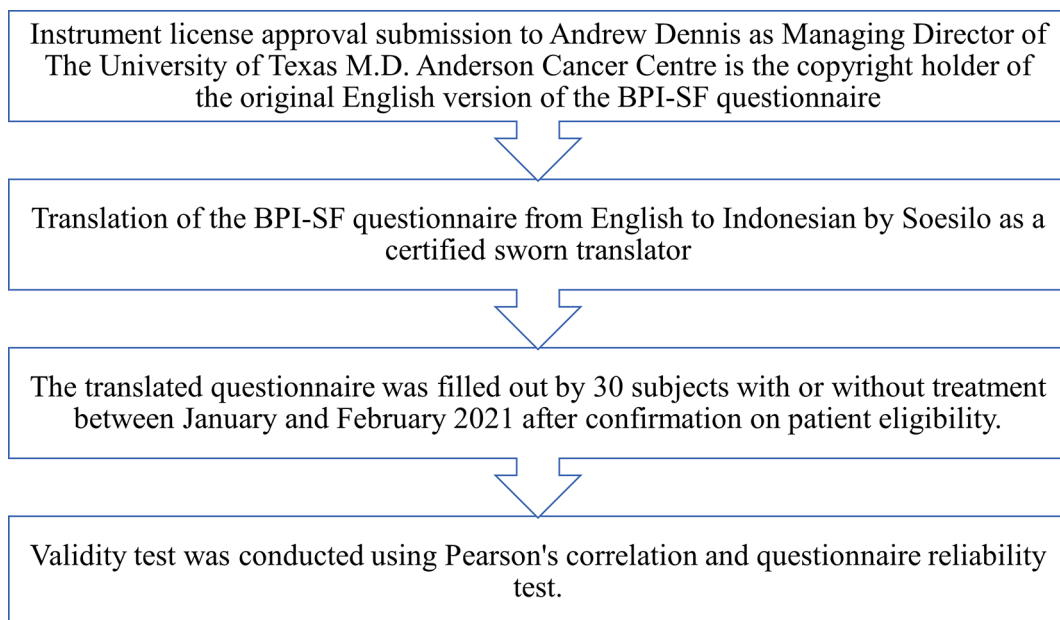 Instrument license approval submission to Andrew Dennis as Managing Director of
The University of Texas M.D. Anderson Cancer Centre is the copyright holder of
the original English version of the BPI-SF questionnaire
Translation of the BPI-SF questionnaire from English to Indonesian by Soesilo as a
certified sworn translator
The translated questionnaire was filled out by 30 subjects with or without treatment
between January and February 2021 after confirmation on patient eligibility.
Validity test was conducted using Pearson's correlation and questionnaire reliability
test.